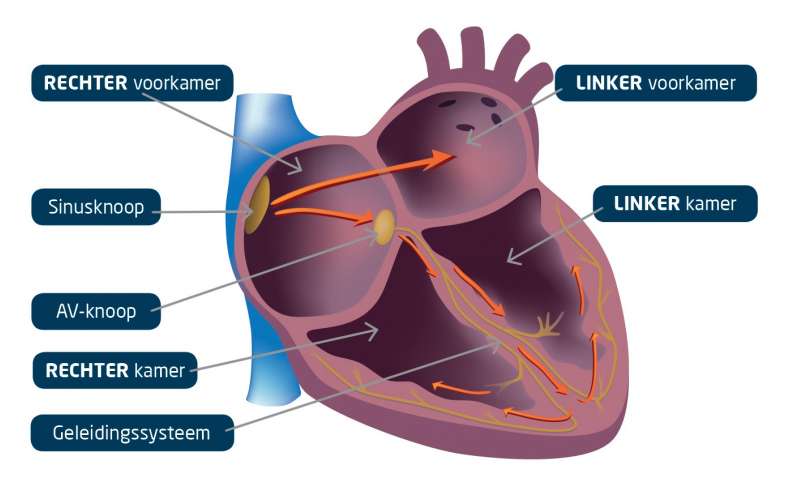 RECHTER voorkamer
LINKER voorkamer
Sinusknoop
LINKER kamer
AV-knoop
RECHTER kamer
Geleidingssysteem